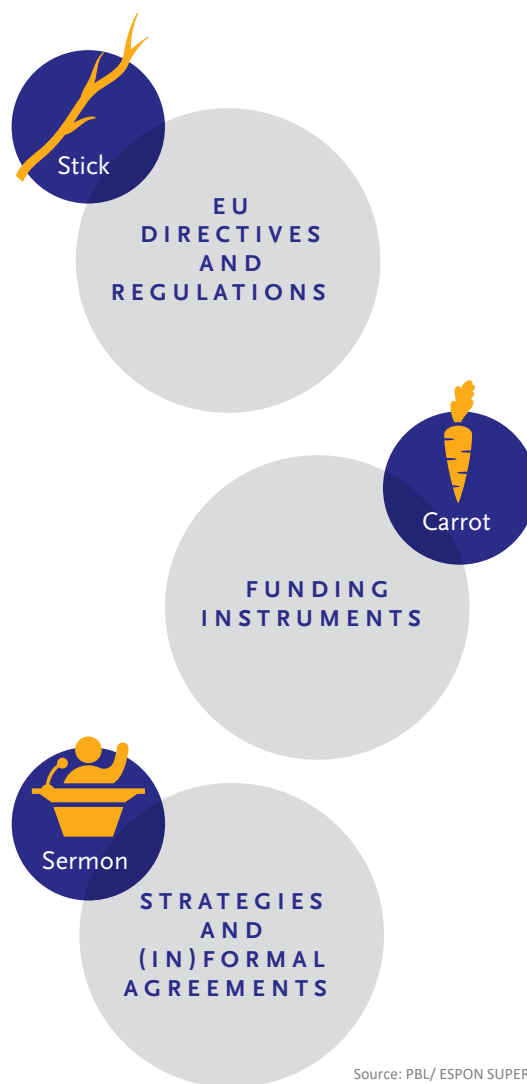 Stick
EU
DIRECTIVES
AND
REGULATIONS
Carrot
FUNDING
INSTRUMENTS
Sermon
STRATEGIES
AND
(IN)FORMAL
AGREEMENTS
Source: PBL/ ESPON SUPER